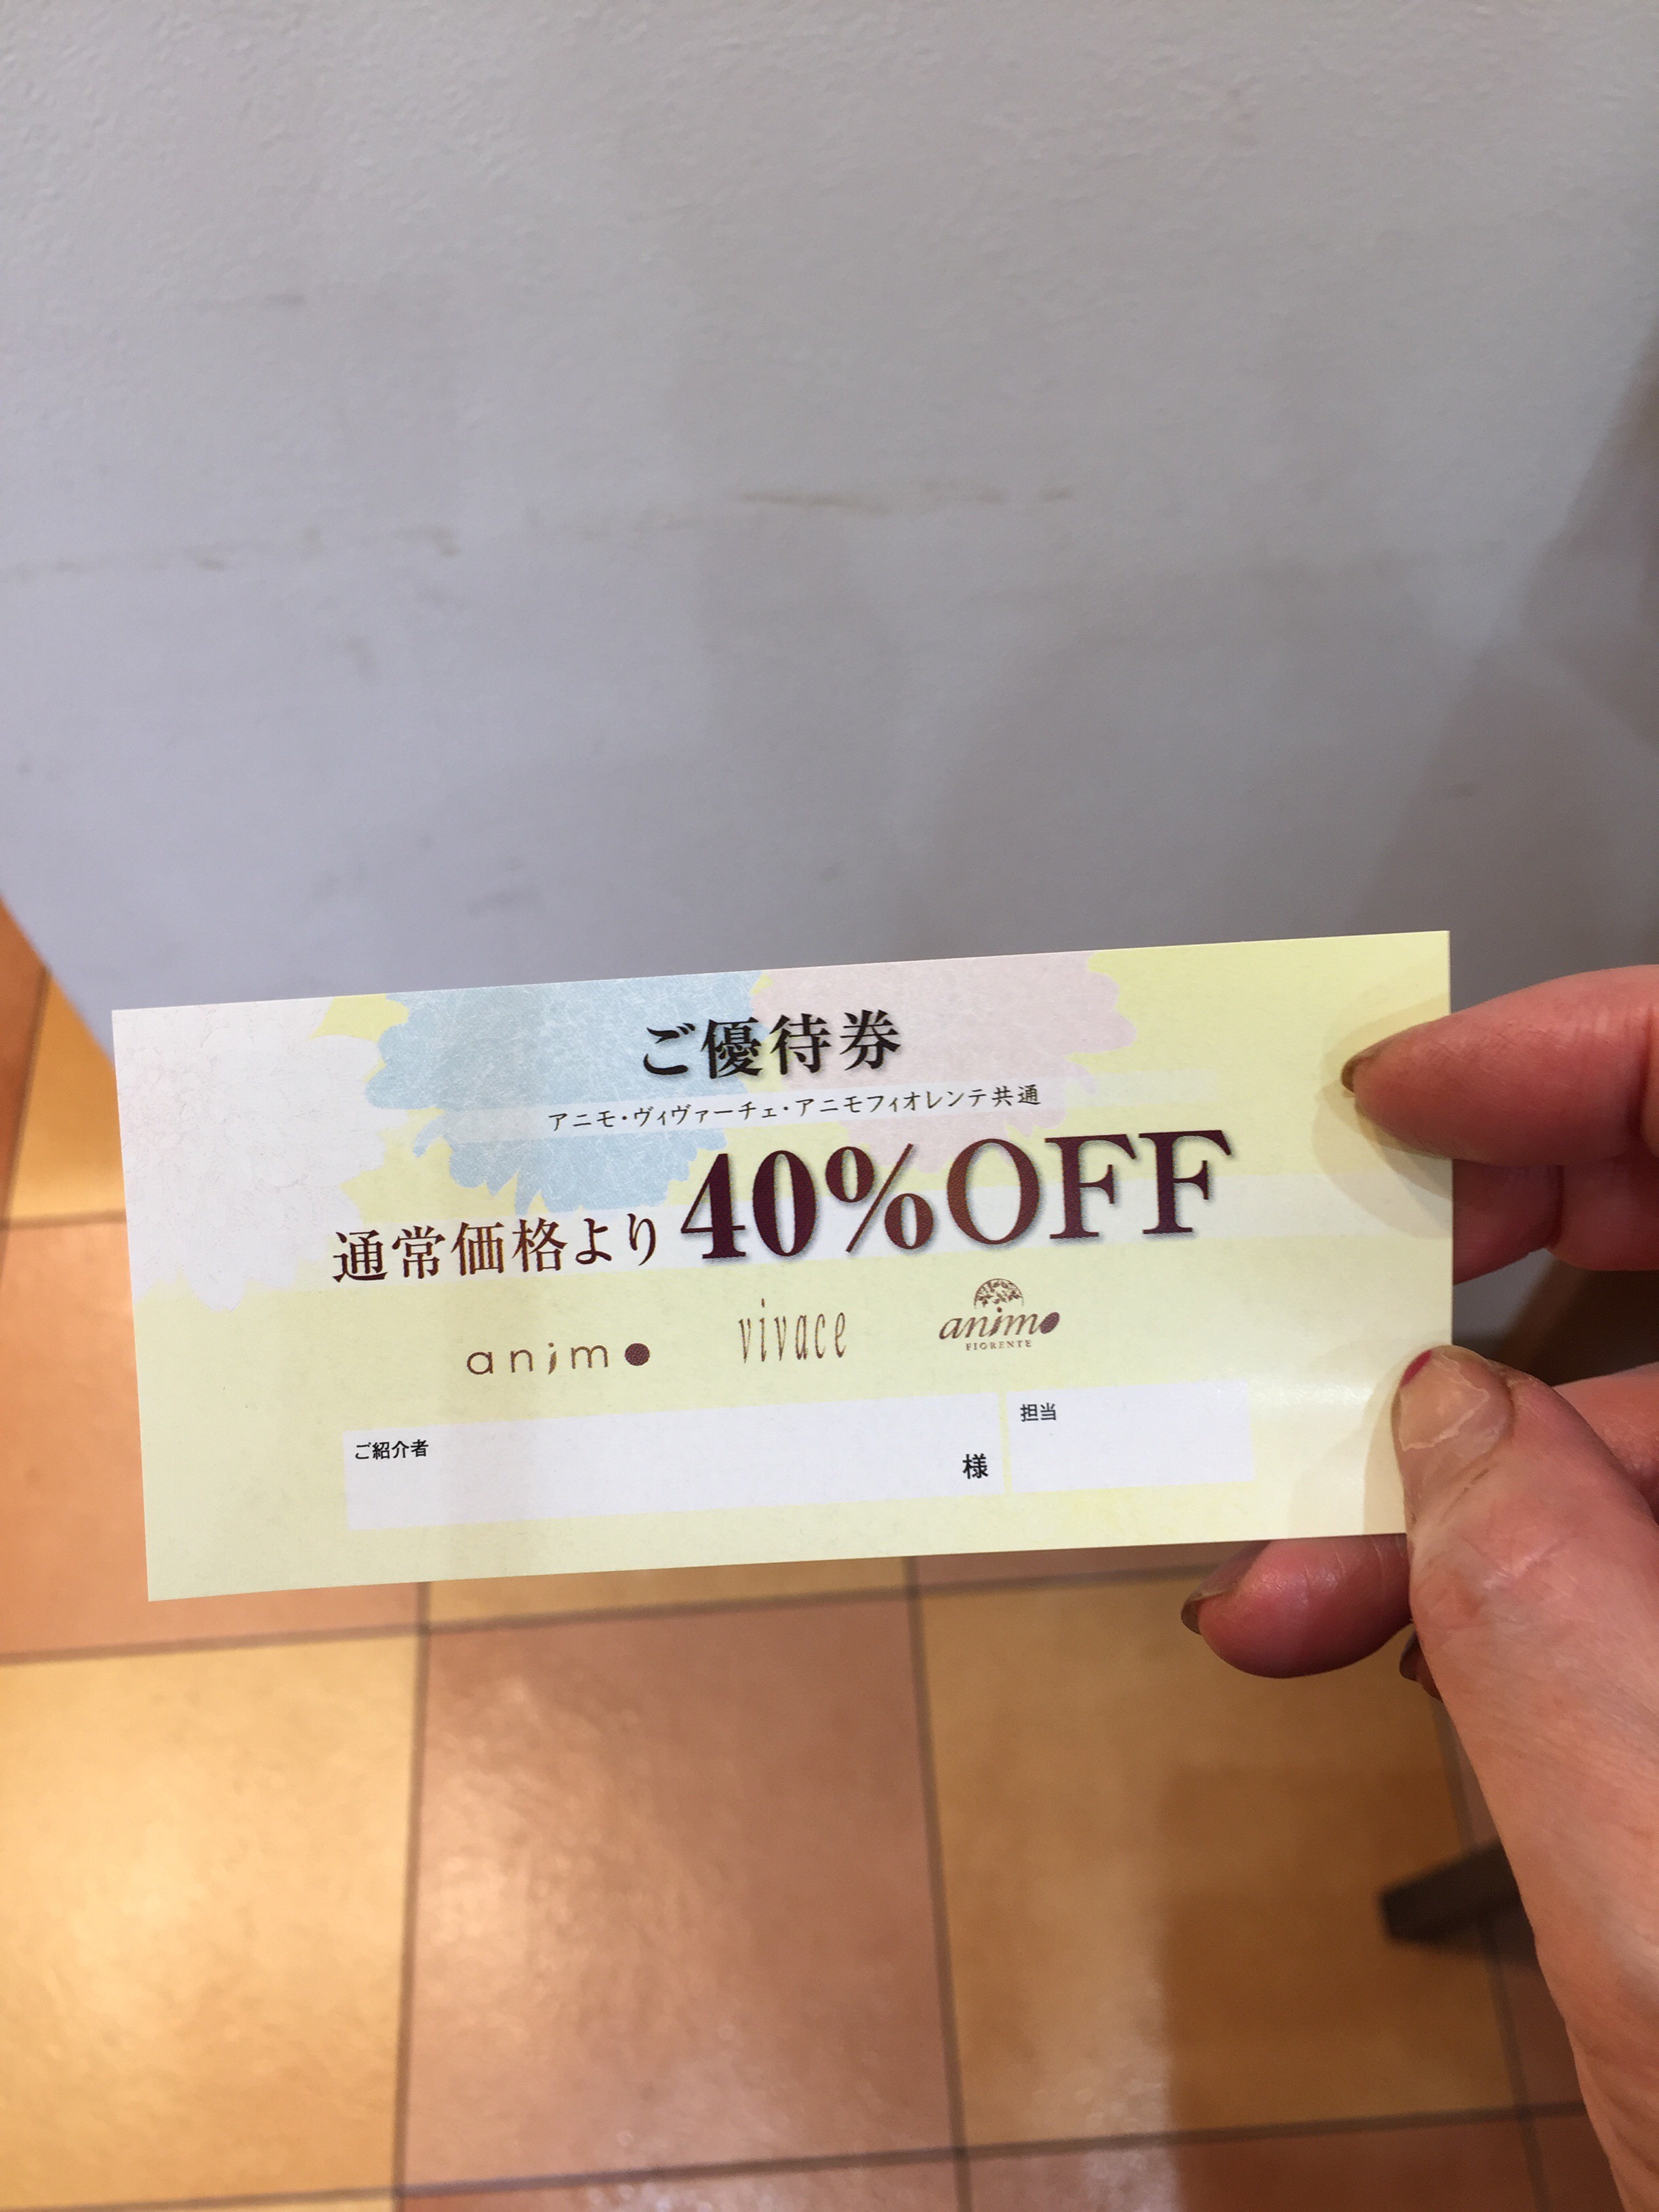 ご優待券
アニモ・ヴィヴァーチェ・アニモフィオレンテ共通
通常価格より 40%OFF
animo vivace animo
FIORENTE
ご紹介者 様 担当